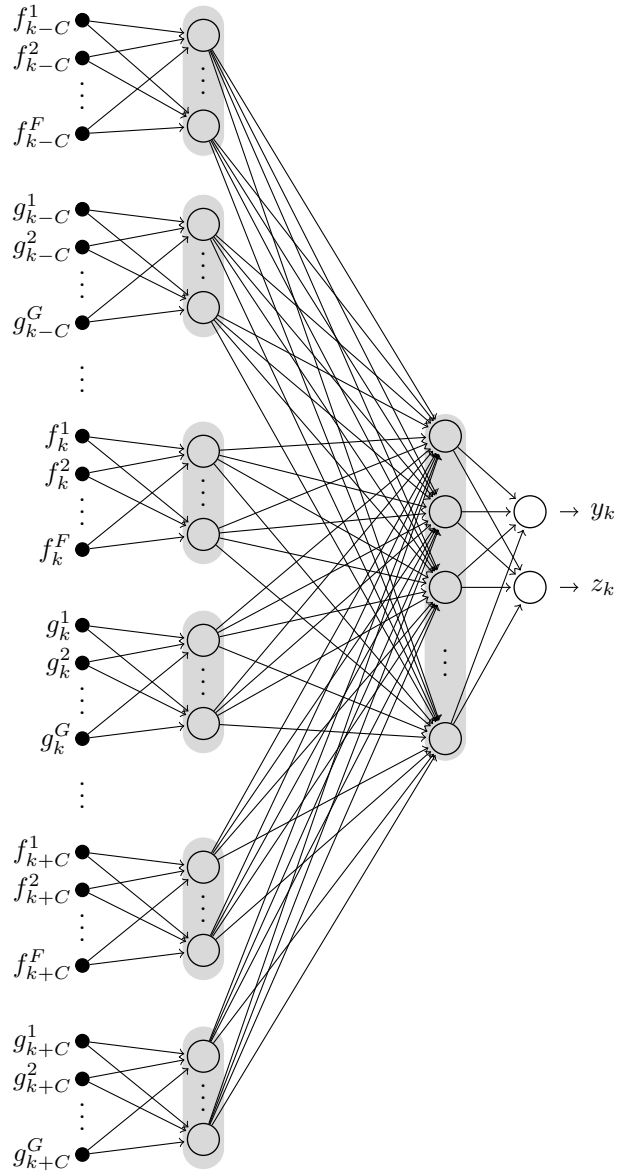 f^1_{k-C}
f^2_{k-C}
f^F_{k-C}
g^1_{k-C}
g^2_{k-C}
g^G_{k-C}
f^1_k
f^2_k
→ y_k
f^F_k
→ z_k
g^1_k
g^2_k
g^G_k
f^1_{k+C}
f^2_{k+C}
f^F_{k+C}
g^1_{k+C}
g^2_{k+C}
g^G_{k+C}